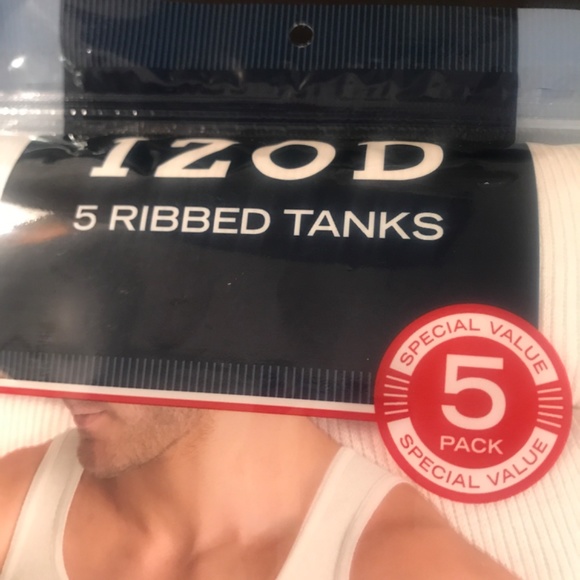 IZOD
5 RIBBED TANKS
SPECIAL VALUE
5
PACK
SPECIAL VALUE